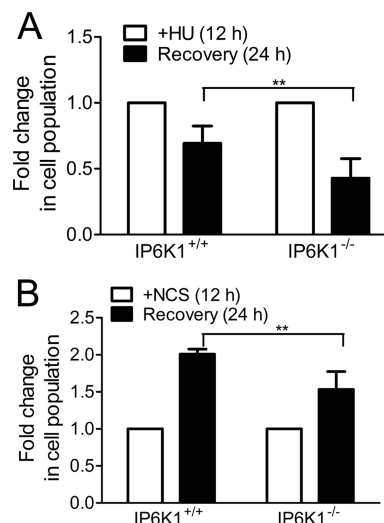 A
+HU (12 h)
Recovery (24 h)
Fold change
in cell population
1.5
1.0
0.5
0.0
**
IP6K1+/+
IP6K1-/-
B
+NCS (12 h)
Recovery (24 h)
Fold change
in cell population
2.5
2.0
1.5
1.0
0.5
0.0
**
IP6K1+/+
IP6K1-/-